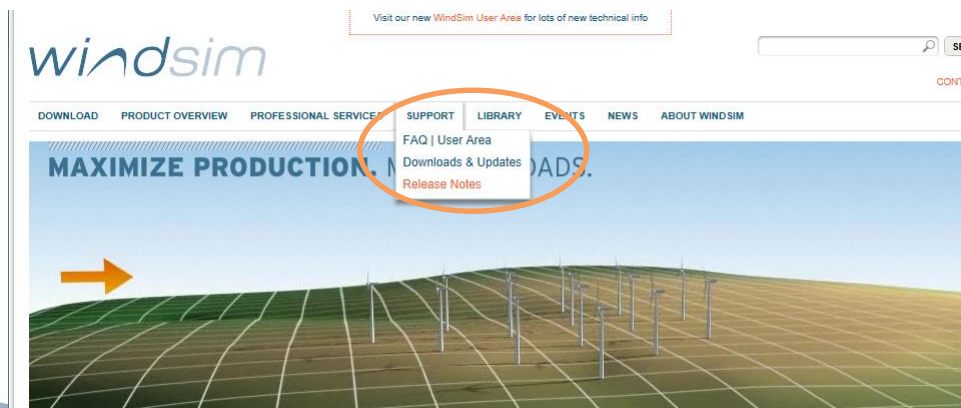 Visit our new WindSim User Area for lots of new technical info
windsim
DOWNLOAD PRODUCT OVERVIEW PROFESSIONAL SERVICES SUPPORT LIBRARY EVENTS NEWS ABOUT WINDSIM
FAQ | User Area
Downloads & Updates
Release Notes
MAXIMIZE PRODUCTION.